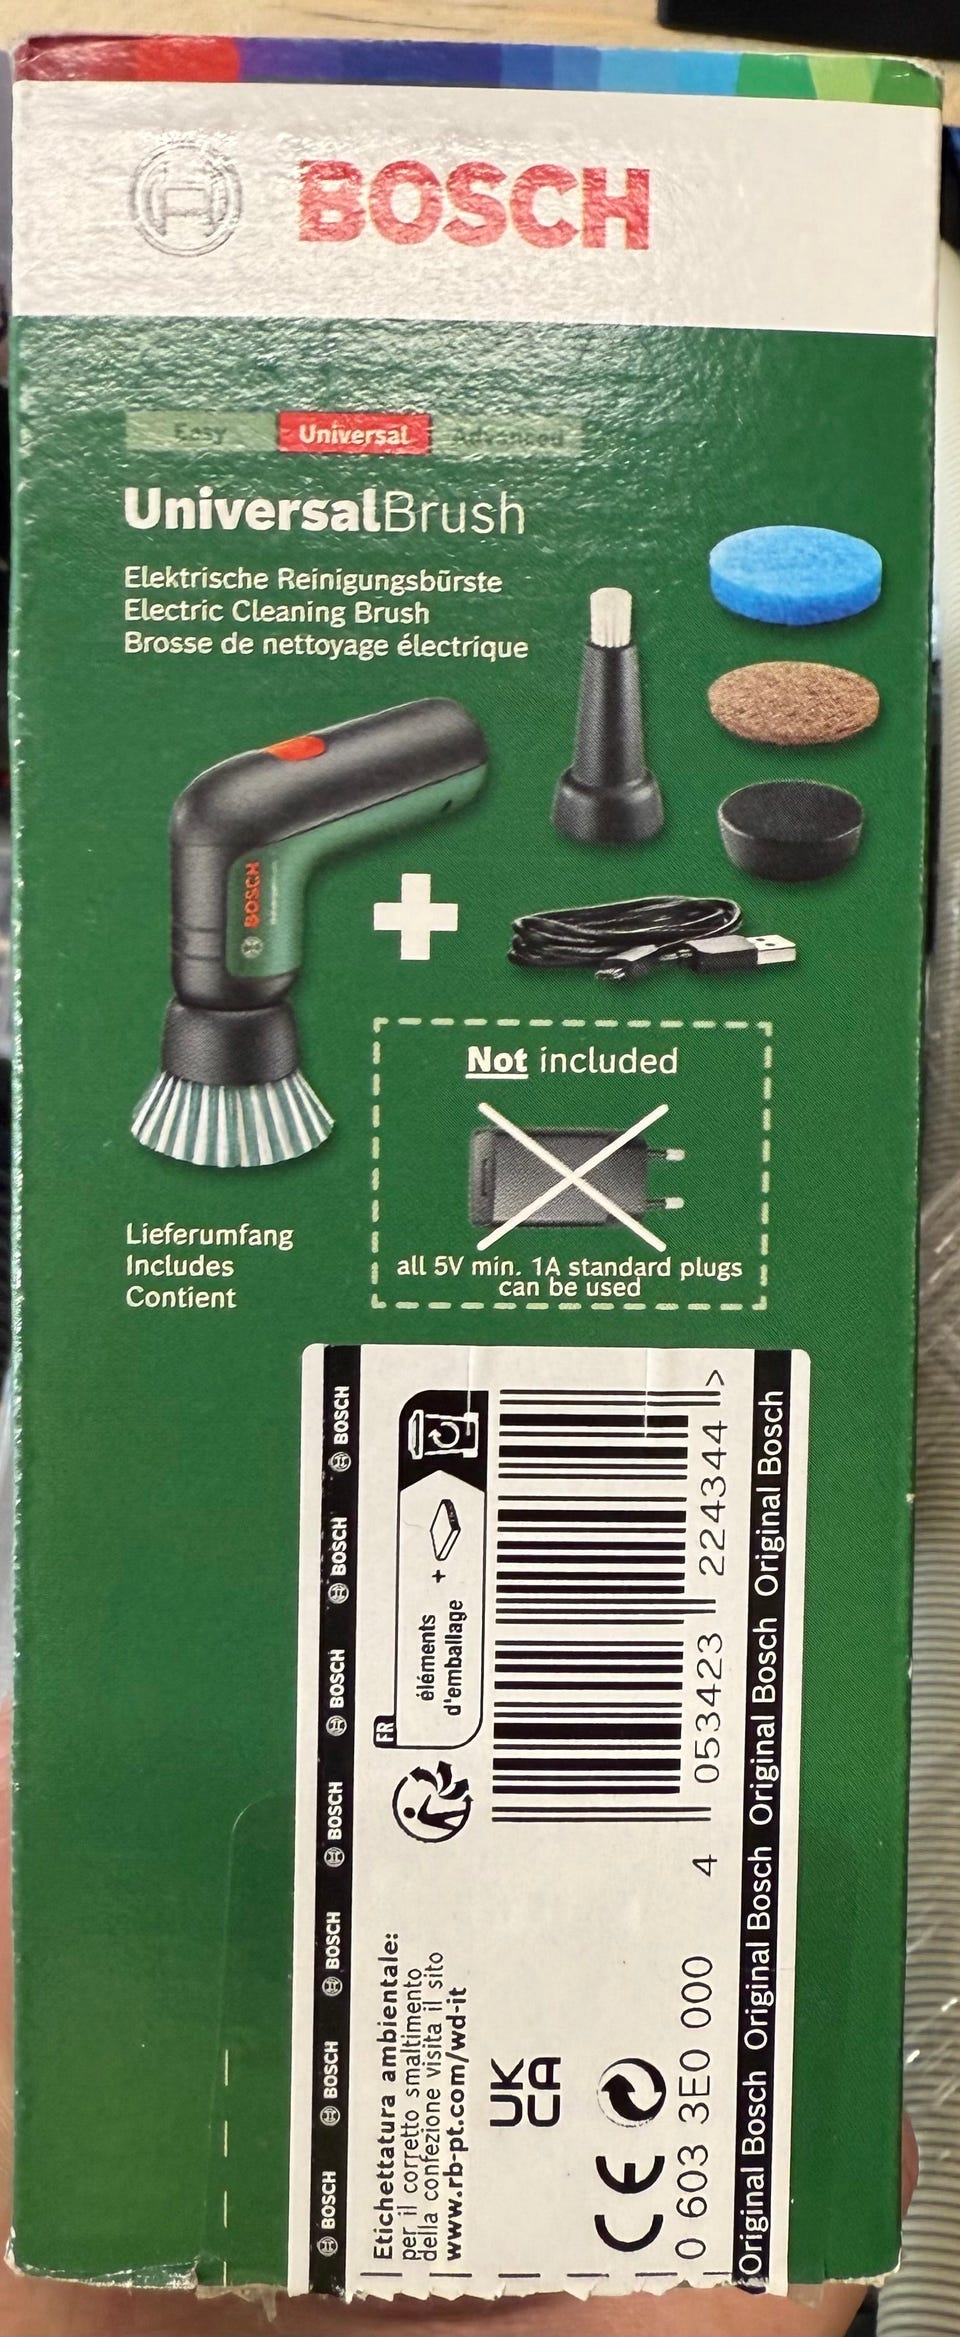 BOSCH
Easy Universal Advanced
UniversalBrush
Elektrische Reinigungsbürste
Electric Cleaning Brush
Brosse de nettoyage électrique
BOSCH
Not included
all 5V min. 1A standard plugs
can be used
Lieferumfang
Includes
Contient
BOSCH BOSCH BOSCH BOSCH BOSCH BOSCH BOSCH
FR
éléments
d'emballage
+
Etichettatura ambientale:
per il corretto smaltimento
della confezione visita il sito
www.rb-pt.com/wd-it
UK
CA
CE
4 053423 224344 >
0 603 3E0 000
Original Bosch Original Bosch Original Bosch Original Bosch Original Bosch